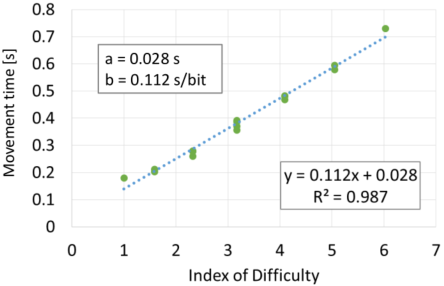 0.8
0.7
0.6
0.5
0.4
0.3
0.2
0.1
0
Movement time [s]
a = 0.028 s
b = 0.112 s/bit
y = 0.112x + 0.028
R² = 0.987
0 1 2 3 4 5 6 7
Index of Difficulty